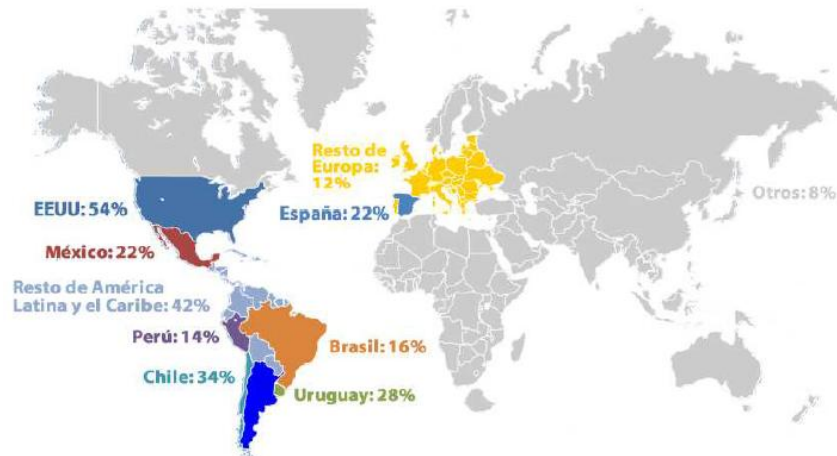 Resto de
Europa:
12%
EEUU: 54%
España: 22%
Otros: 8%
México: 22%
Resto de América
Latina y el Caribe: 42%
Perú: 14%
Brasil: 16%
Chile: 34%
Uruguay: 28%